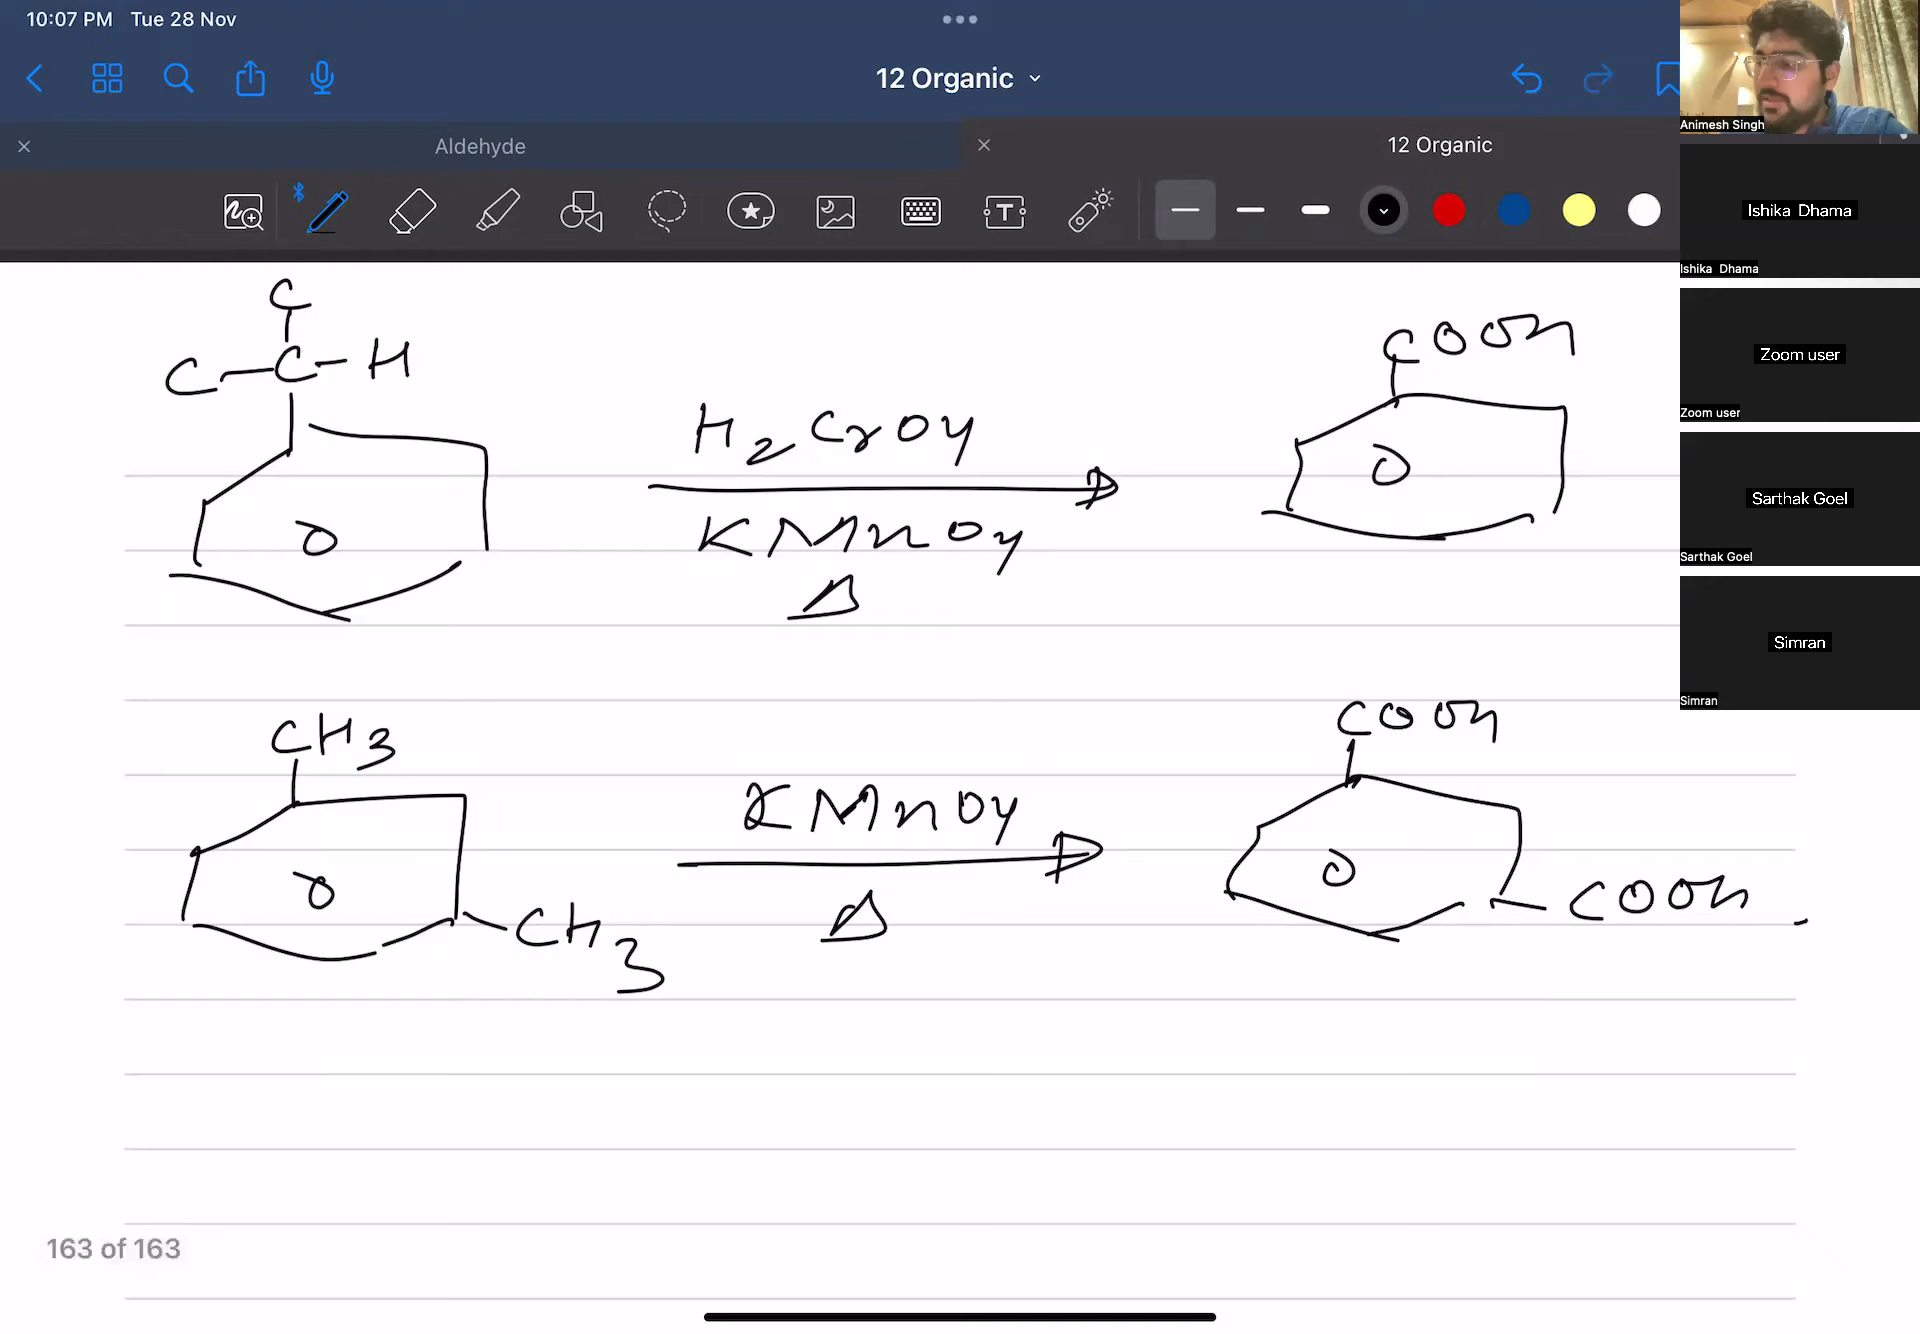 10:07 PM Tue 28 Nov
12 Organic
Aldehyde
12 Organic
Animesh Singh
Ishika Dhama
Ishika Dhama
Zoom user
Zoom user
Sarthak Goel
Sarthak Goel
Simran
Simran
C
C-C-H
H2CrO4
KMnO4
Δ
COOH
CH3
CH3
KMnO4
Δ
COOH
COOH
163 of 163